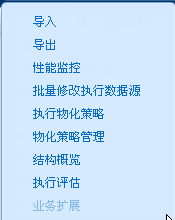 导入
导出
性能监控
批量修改执行数据源
执行物化策略
物化策略管理
结构概览
执行评估
业务扩展